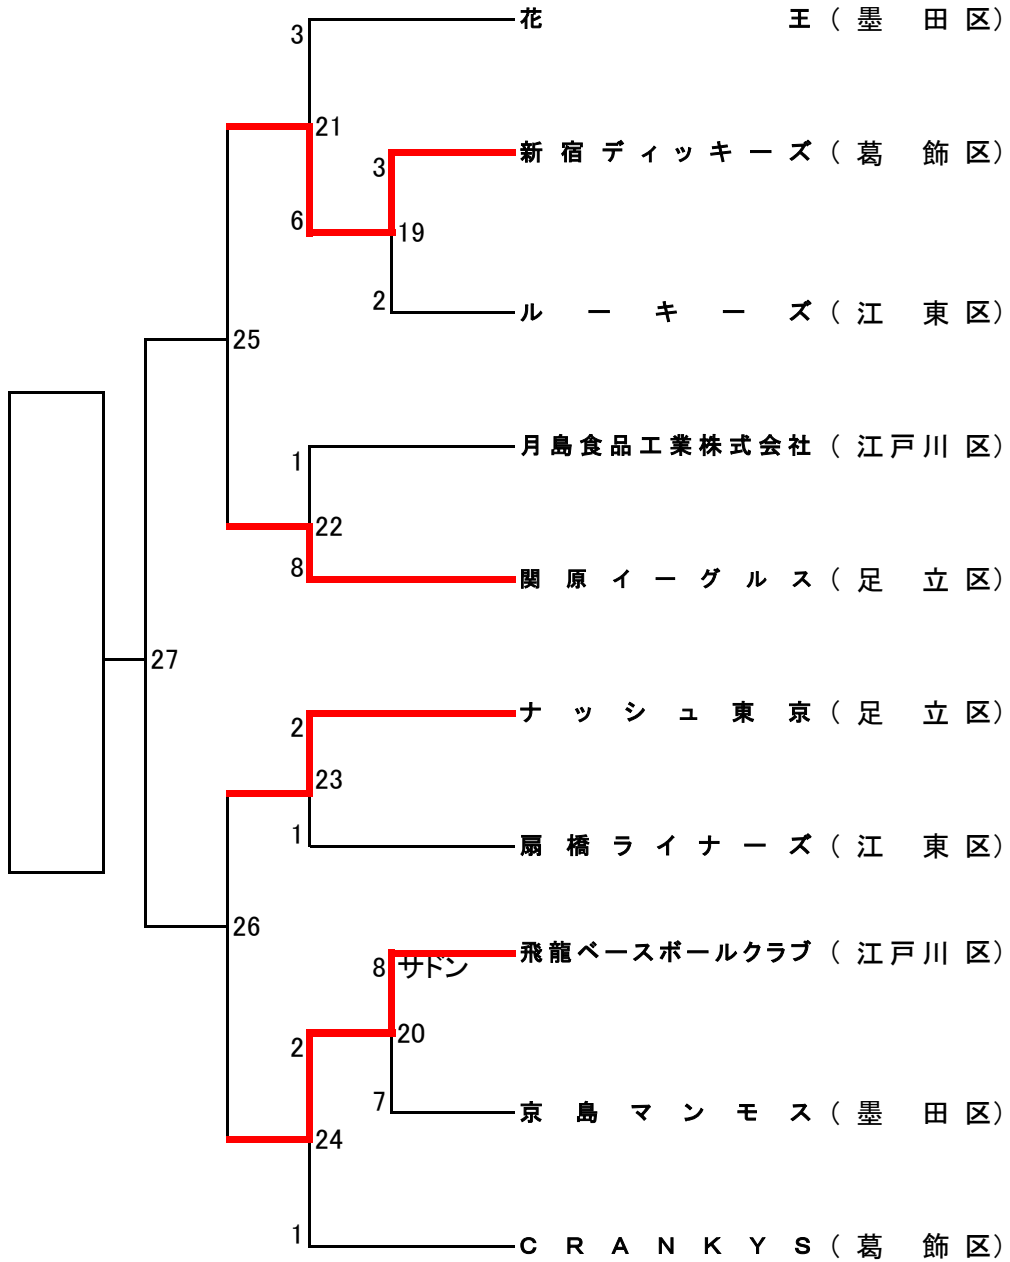 花王（墨田区）
3
21
新宿ディッキーズ（葛飾区）
3
6
19
2
ルーキーズ（江東区）
25
月島食品工業株式会社（江戸川区）
1
22
8
関原イーグルス（足立区）
27
ナッシュ東京（足立区）
2
23
1
扇橋ライナーズ（江東区）
26
飛龍ベースボールクラブ（江戸川区）
8 サドン
20
2
7
京島マンモス（墨田区）
24
1
ＣＲＡＮＫＹＳ（葛飾区）